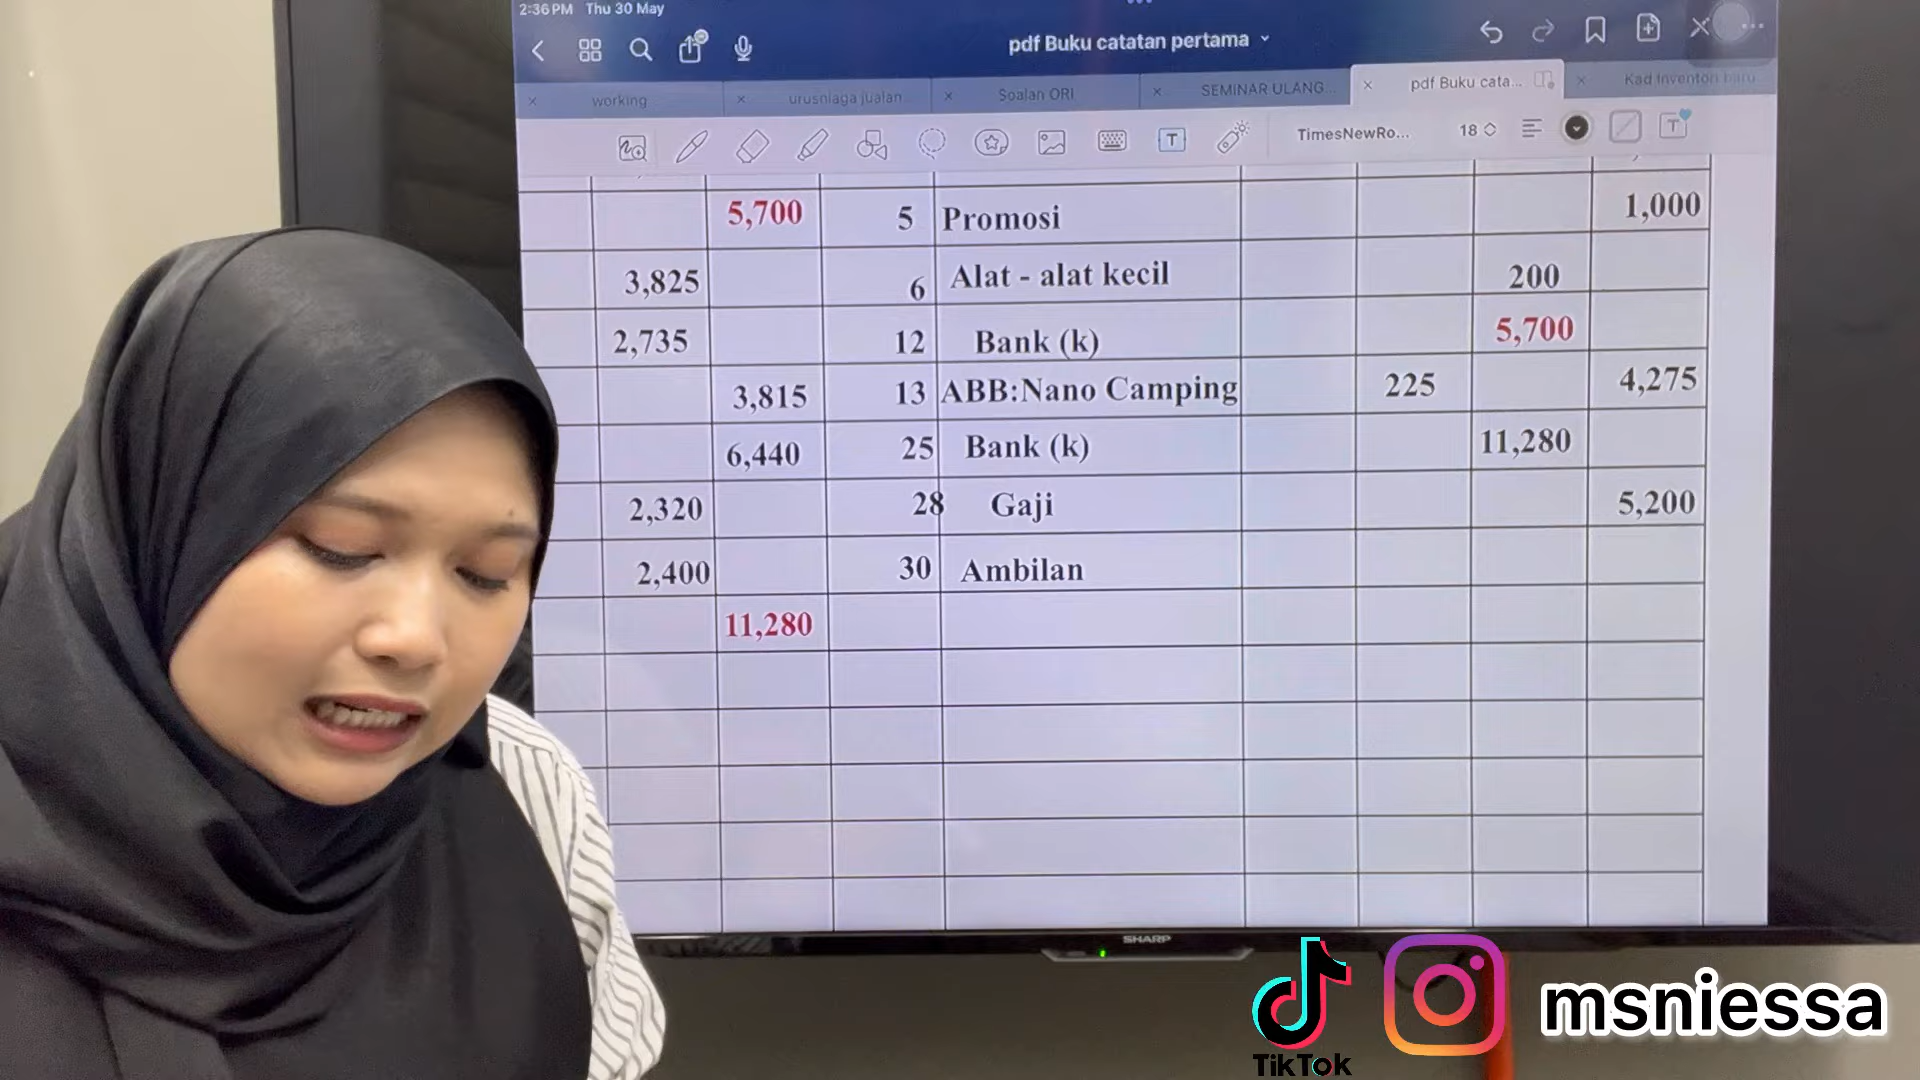 2:36 PM Thu 30 May
pdf Buku catatan pertama
working
urusniaga jualan
Soalan ORI
SEMINAR ULANG...
pdf Buku cata...
Kad Inventori baru
TimesNewRo... 18
5,700 5 Promosi 1,000
3,825 6 Alat - alat kecil 200
2,735 12 Bank (k) 5,700
3,815 13 ABB:Nano Camping 225 4,275
6,440 25 Bank (k) 11,280
2,320 28 Gaji 5,200
2,400 30 Ambilan
11,280
SHARP
TikTok
msniessa